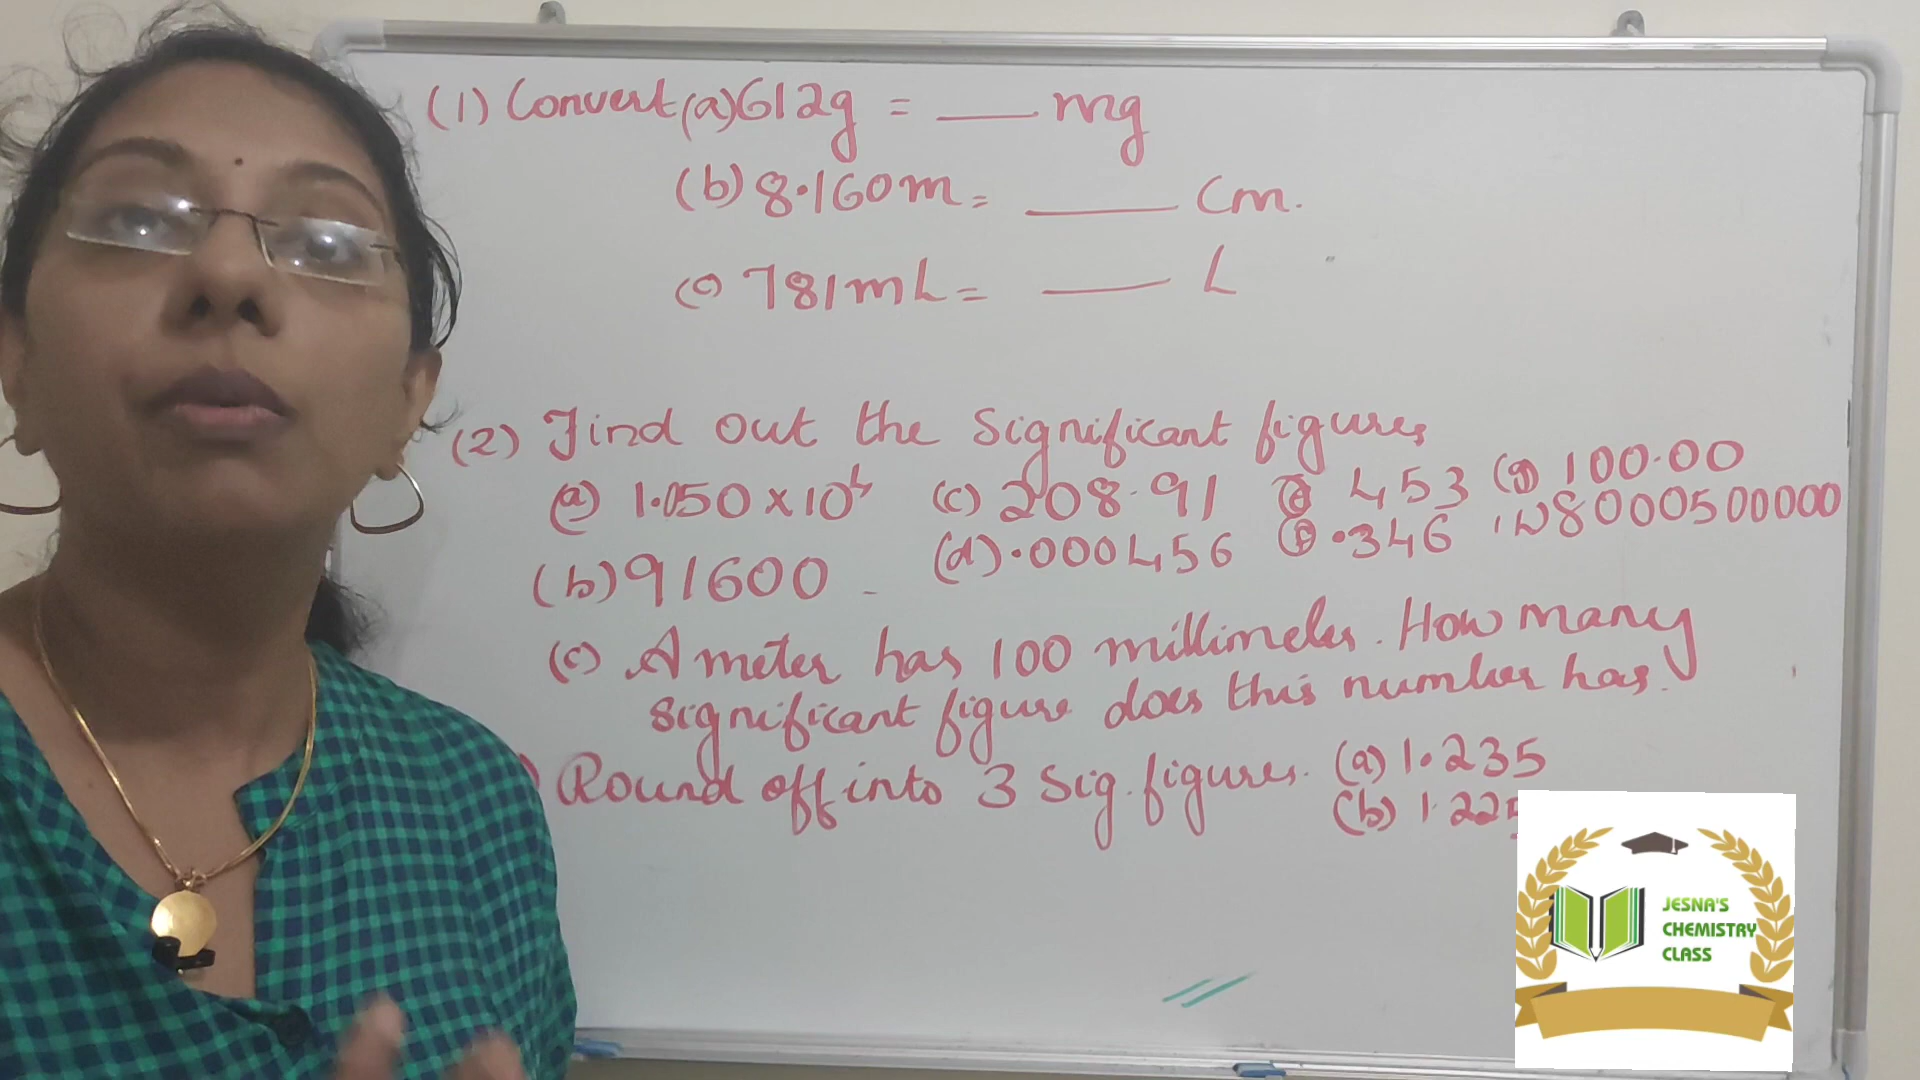 (1) Convert (a) 612g = ___ mg
(b) 8.160m = ___ Cm.
(c) 781mL = ___ L
(2) Find out the Significant figures
(a) 1.050 x 10⁴ (c) 208.91 (e) 453 (g) 100.00
(b) 91600 (d) .000456 (f) .346 (h) 8000500000
(c) A meter has 100 millimeter. How many
significant figure does this number has.
) Round off into 3 Sig. figures. (a) 1.235
(b) 1.225
JESNA'S
CHEMISTRY
CLASS